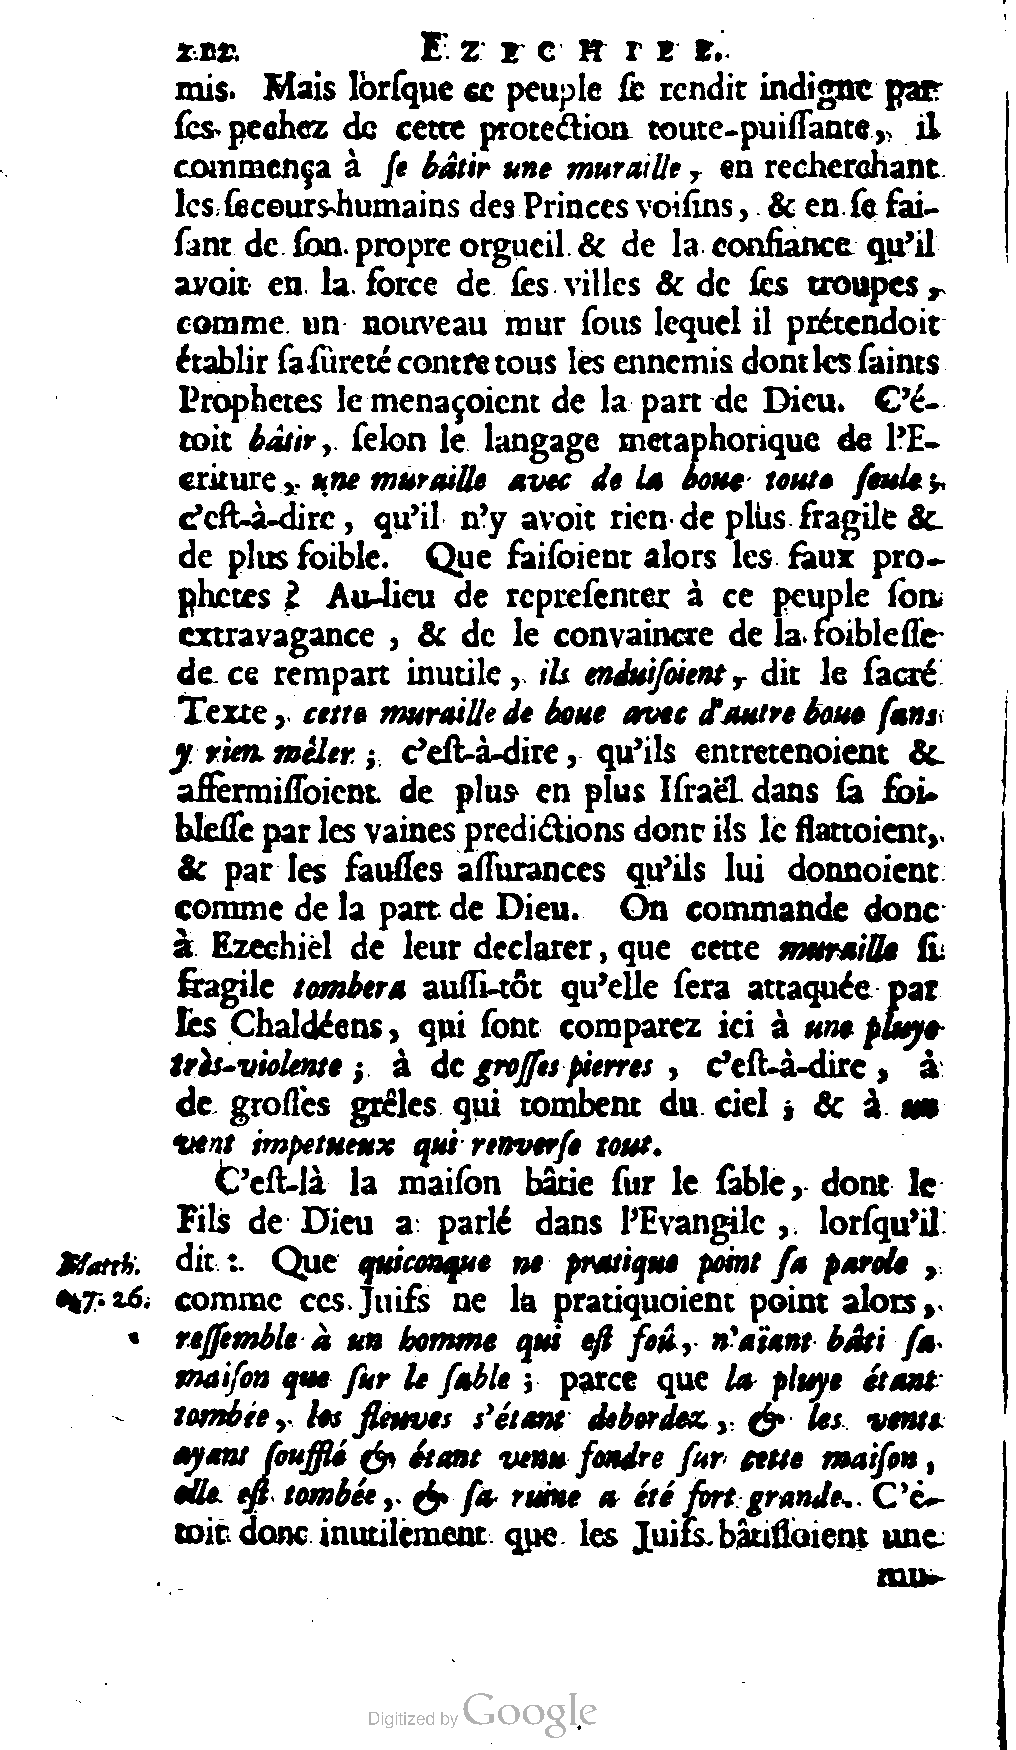 EZECHIEL.
mis. Mais lorſque ce peuple ſe rendit indigne par
ſes pechez de cette protection toute-puiſſante, il
commença à ſe bâtir une muraille, en recherchant
les ſecours humains des Princes voiſins, & en ſe fai-
ſant de ſon propre orgueil & de la confiance qu'il
avoit en la force de ſes villes & de ſes troupes,
comme un nouveau mur ſous lequel il prétendoit
établir ſa ſûreté contre tous les ennemis dont les ſaints
Prophetes le menaçoient de la part de Dieu. C'é-
toit bâtir, ſelon le langage metaphorique de l'E-
criture, une muraille avec de la boue toute ſeule;
c'eſt-à-dire, qu'il n'y avoit rien de plus fragile &
de plus foible. Que faiſoient alors les faux pro-
phetes ? Au-lieu de repreſenter à ce peuple ſon
extravagance, & de le convaincre de la foibleſſe
de ce rempart inutile, ils enduiſoient, dit le ſacré
Texte, cette muraille de boue avec d'autre boue ſans
y rien mêler; c'eſt-à-dire, qu'ils entretenoient &
affermiſſoient de plus en plus Iſraël dans ſa foi-
bleſſe par les vaines predictions dont ils le flattoient,
& par les fauſſes aſſurances qu'ils lui donnoient
comme de la part de Dieu. On commande donc
à Ezechiel de leur declarer, que cette muraille ſi
fragile tombera auſſi-tôt qu'elle ſera attaquée par
les Chaldéens, qui ſont comparez ici à une pluye
très-violente; à de groſſes pierres, c'eſt-à-dire, à
de groſſes grêles qui tombent du ciel; & à un
vent impetueux qui renverſe tout.
C'eſt-là la maiſon bâtie ſur le ſable, dont le
Fils de Dieu a parlé dans l'Evangile, lorſqu'il
Matth. dit : Que quiconque ne pratique point ſa parole,
7. 26. comme ces Juifs ne la pratiquoient point alors,
reſſemble à un homme qui eſt foû, n'aïant bâti ſa
maiſon que ſur le ſable; parce que la pluye étant
tombée, les fleuves s'étant debordez, & les vents
ayant ſoufflé & étant venu fondre ſur cette maiſon,
elle eſt tombée, & ſa ruine a été fort grande. C'é-
toit donc inutilement que les Juifs bâtiſſoient une
mu-
Digitized by Google